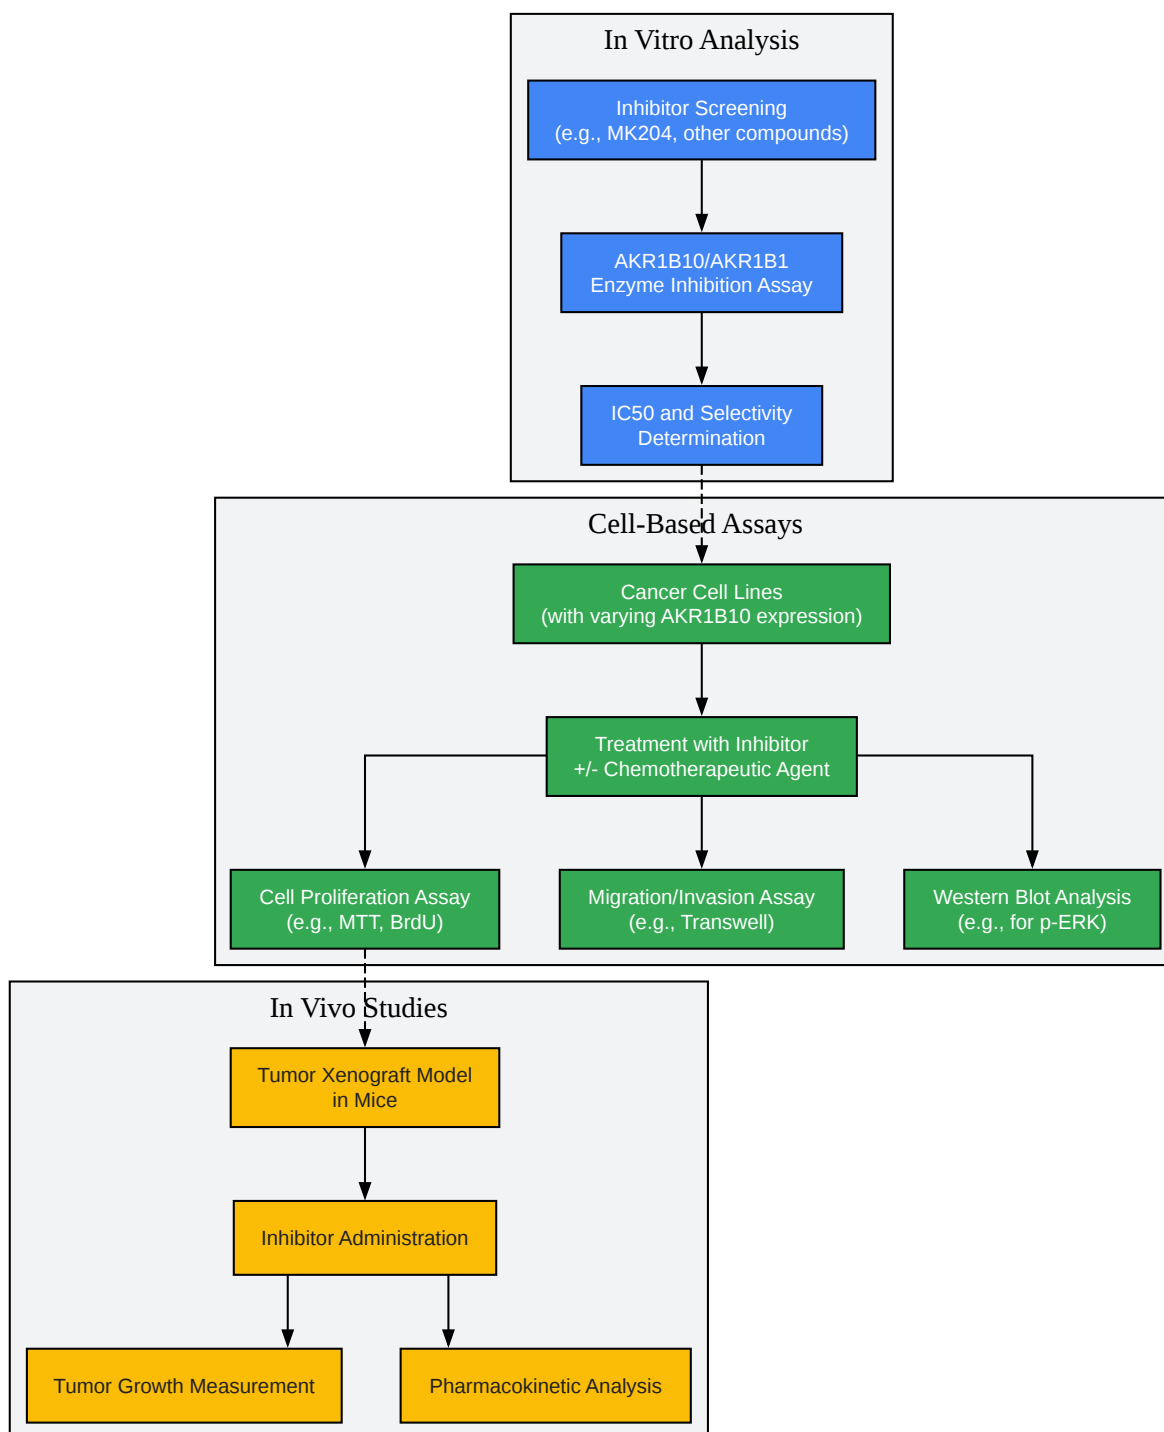 In Vitro Analysis
Inhibitor Screening
(e.g., MK204, other compounds)
AKR1B10/AKR1B1
Enzyme Inhibition Assay
IC50 and Selectivity
Determination
Cell-Based Assays
Cancer Cell Lines
(with varying AKR1B10 expression)
Treatment with Inhibitor
+/- Chemotherapeutic Agent
Cell Proliferation Assay
(e.g., MTT, BrdU)
Migration/Invasion Assay
(e.g., Transwell)
Western Blot Analysis
(e.g., for p-ERK)
In Vivo Studies
Tumor Xenograft Model
in Mice
Inhibitor Administration
Tumor Growth Measurement
Pharmacokinetic Analysis